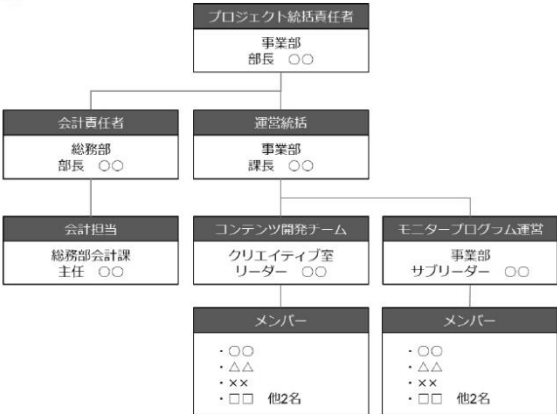 プロジェクト統括責任者
事業部
部長　○○
会計責任者
総務部
部長　○○
運営統括
事業部
課長　○○
会計担当
総務部会計課
主任　○○
コンテンツ開発チーム
クリエイティブ室
リーダー　○○
モニタープログラム運営
事業部
サブリーダー　○○
メンバー
・○○
・△△
・××
・□□　他2名
メンバー
・○○
・△△
・××
・□□　他2名